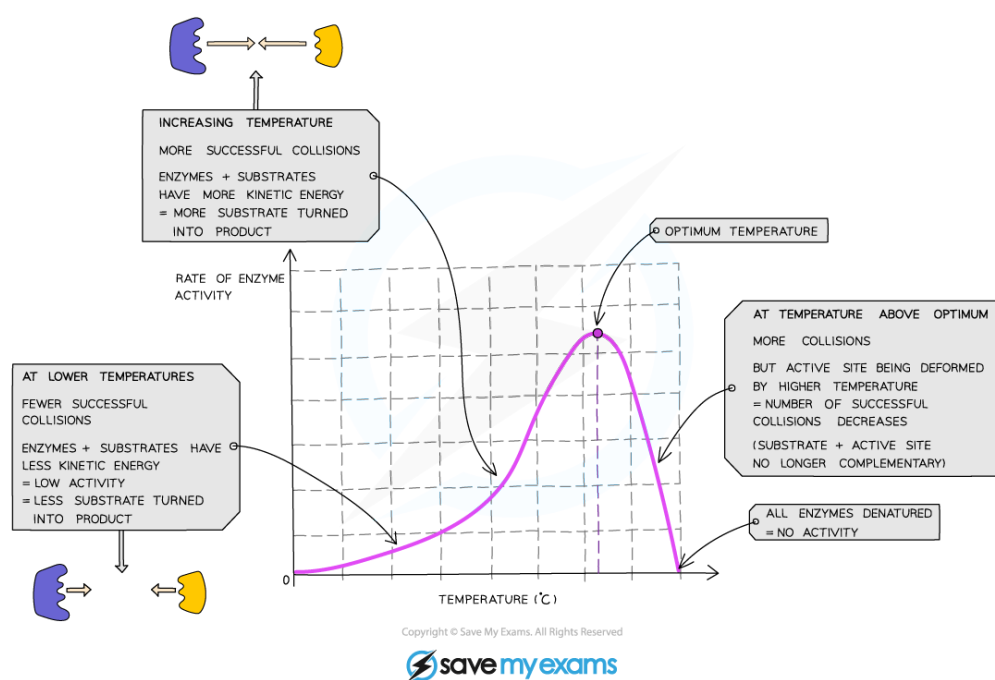 INCREASING TEMPERATURE
MORE SUCCESSFUL COLLISIONS
ENZYMES + SUBSTRATES
HAVE MORE KINETIC ENERGY
= MORE SUBSTRATE TURNED
INTO PRODUCT
OPTIMUM TEMPERATURE
RATE OF ENZYME
ACTIVITY
AT TEMPERATURE ABOVE OPTIMUM
MORE COLLISIONS
BUT ACTIVE SITE BEING DEFORMED
BY HIGHER TEMPERATURE
= NUMBER OF SUCCESSFUL
COLLISIONS DECREASES
(SUBSTRATE + ACTIVE SITE
NO LONGER COMPLEMENTARY)
AT LOWER TEMPERATURES
FEWER SUCCESSFUL
COLLISIONS
ENZYMES + SUBSTRATES HAVE
LESS KINETIC ENERGY
= LOW ACTIVITY
= LESS SUBSTRATE TURNED
INTO PRODUCT
ALL ENZYMES DENATURED
= NO ACTIVITY
0
TEMPERATURE (°C)
Copyright © Save My Exams. All Rights Reserved
save my exams